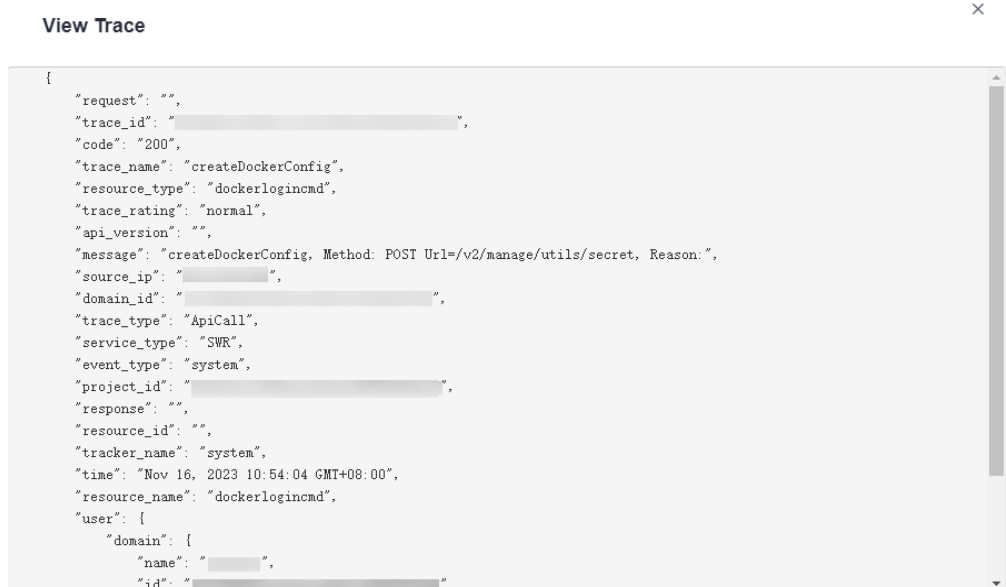 View Trace
{
"request": "",
"trace_id": " ",
"code": "200",
"trace_name": "createDockerConfig",
"resource_type": "dockerlogincmd",
"trace_rating": "normal",
"api_version": "",
"message": "createDockerConfig, Method: POST Url=/v2/manage/utils/secret, Reason:",
"source_ip": " ",
"domain_id": " ",
"trace_type": "ApiCall",
"service_type": "SWR",
"event_type": "system",
"project_id": " ",
"response": "",
"resource_id": "",
"tracker_name": "system",
"time": "Nov 16, 2023 10:54:04 GMT+08:00",
"resource_name": "dockerlogincmd",
"user": {
"domain": {
"name": " ",
"id": " "